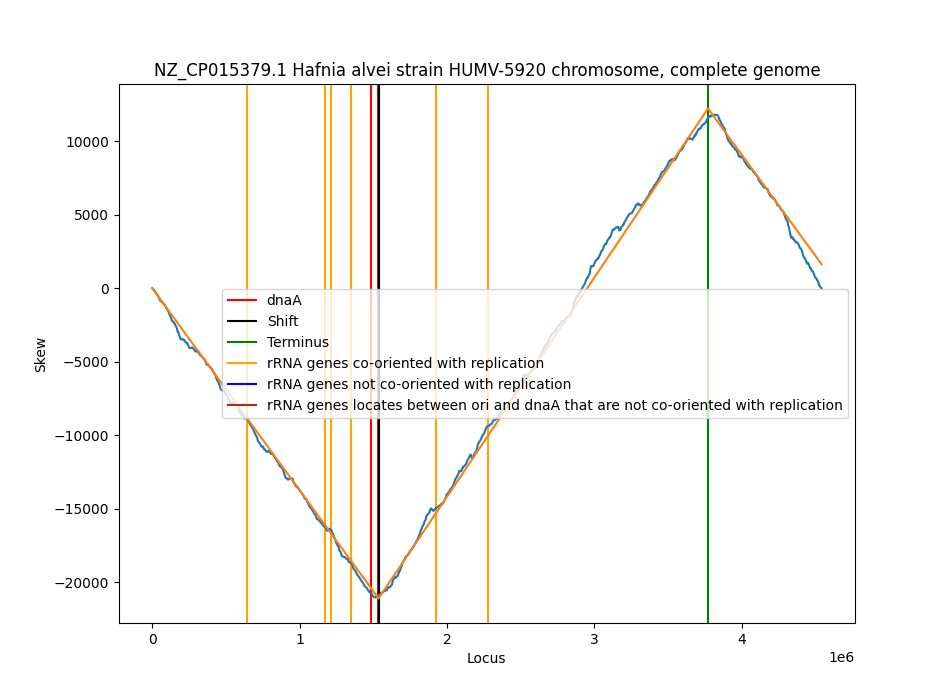 NZ_CP015379.1 Hafnia alvei strain HUMV-5920 chromosome, complete genome
10000
5000
0
−5000
−10000
−15000
−20000
Skew
dnaA
Shift
Terminus
rRNA genes co-oriented with replication
rRNA genes not co-oriented with replication
rRNA genes locates between ori and dnaA that are not co-oriented with replication
0 1 2 3 4
1e6
Locus